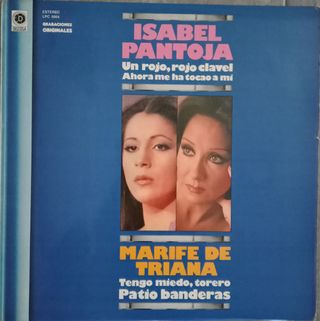 ESTEREO
GRABACIONES
ORIGINALES
ISABEL
PANTOJA
Un rojo, rojo clavel
Ahora me ha tocao a mí
MARIFE DE
TRIANA
Tengo miedo, torero
Patio banderas